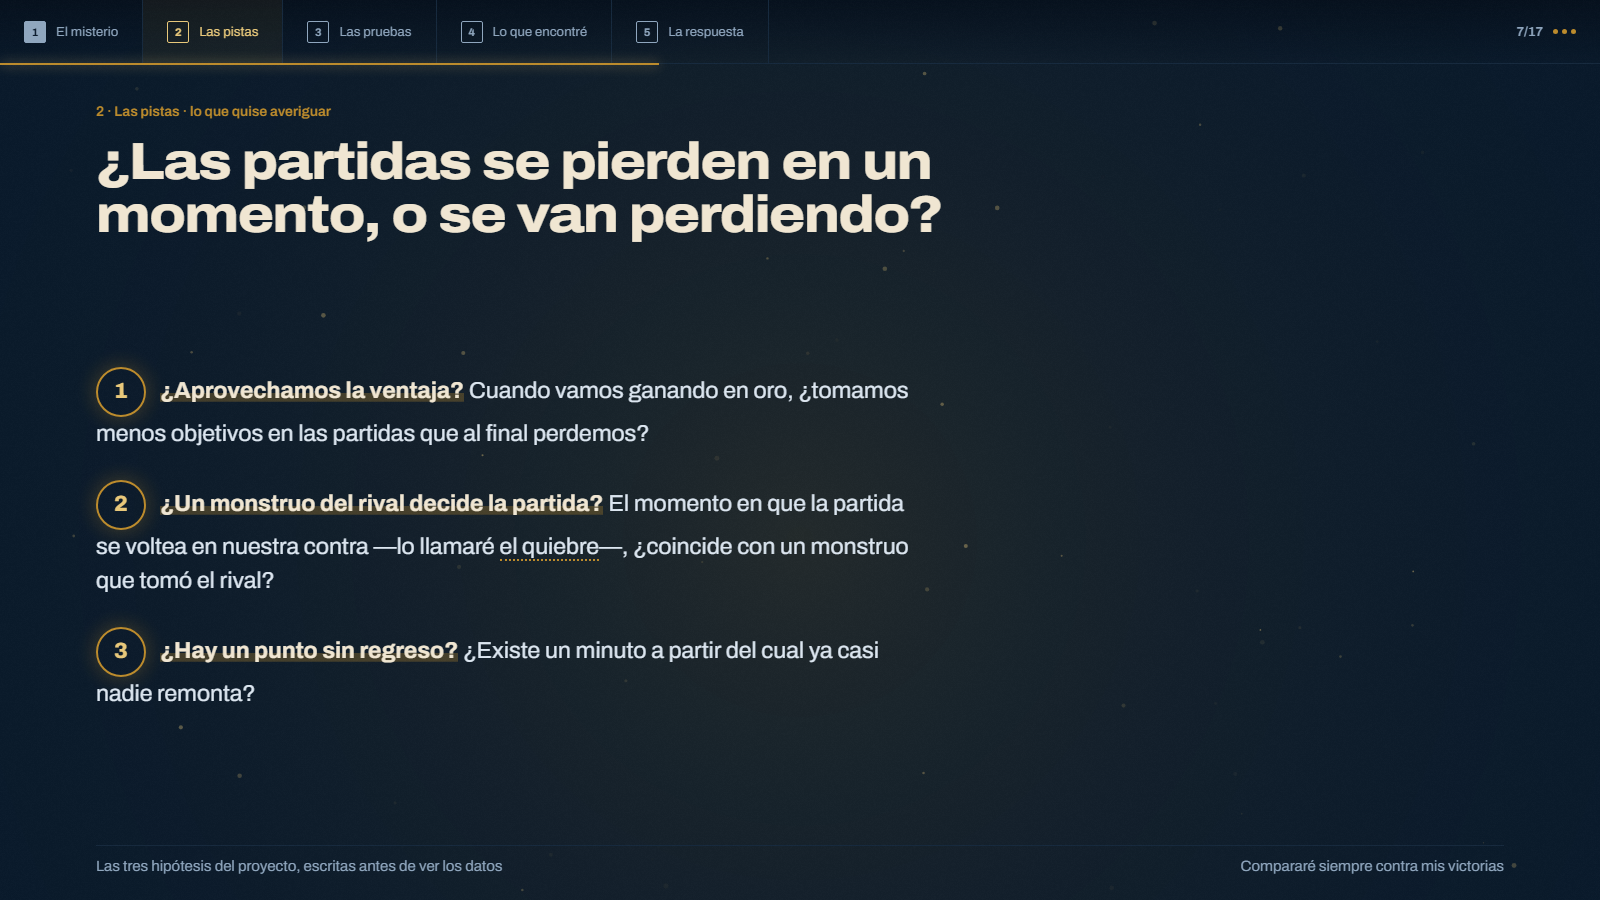 1 El misterio
2 Las pistas
3 Las pruebas
4 Lo que encontré
5 La respuesta
7/17
2 · Las pistas · lo que quise averiguar
¿Las partidas se pierden en un
momento, o se van perdiendo?
1 ¿Aprovechamos la ventaja? Cuando vamos ganando en oro, ¿tomamos
menos objetivos en las partidas que al final perdemos?
2 ¿Un monstruo del rival decide la partida? El momento en que la partida
se voltea en nuestra contra —lo llamaré el quiebre—, ¿coincide con un monstruo
que tomó el rival?
3 ¿Hay un punto sin regreso? ¿Existe un minuto a partir del cual ya casi
nadie remonta?
Las tres hipótesis del proyecto, escritas antes de ver los datos
Compararé siempre contra mis victorias